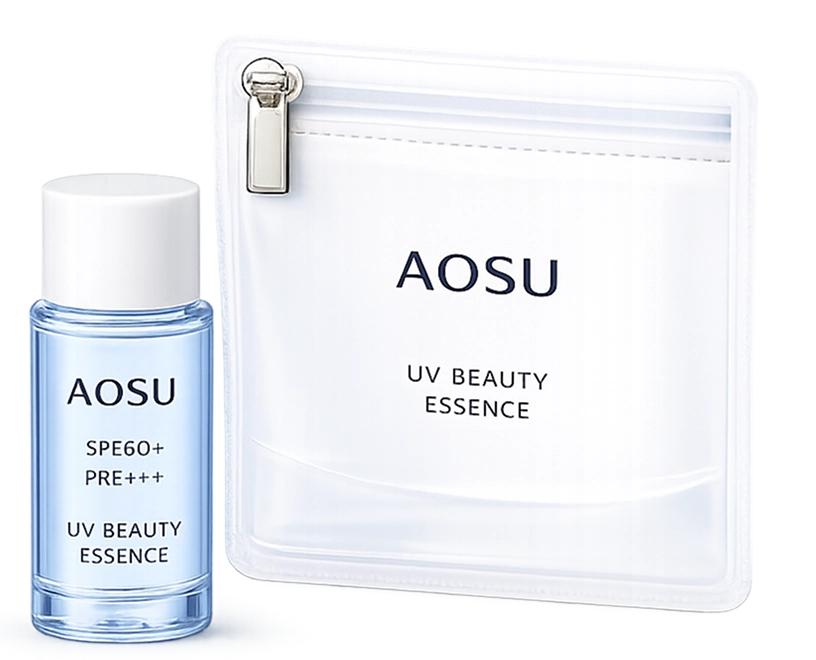 AOSU
SPE60+
PRE+++
UV BEAUTY
ESSENCE
AOSU
UV BEAUTY
ESSENCE